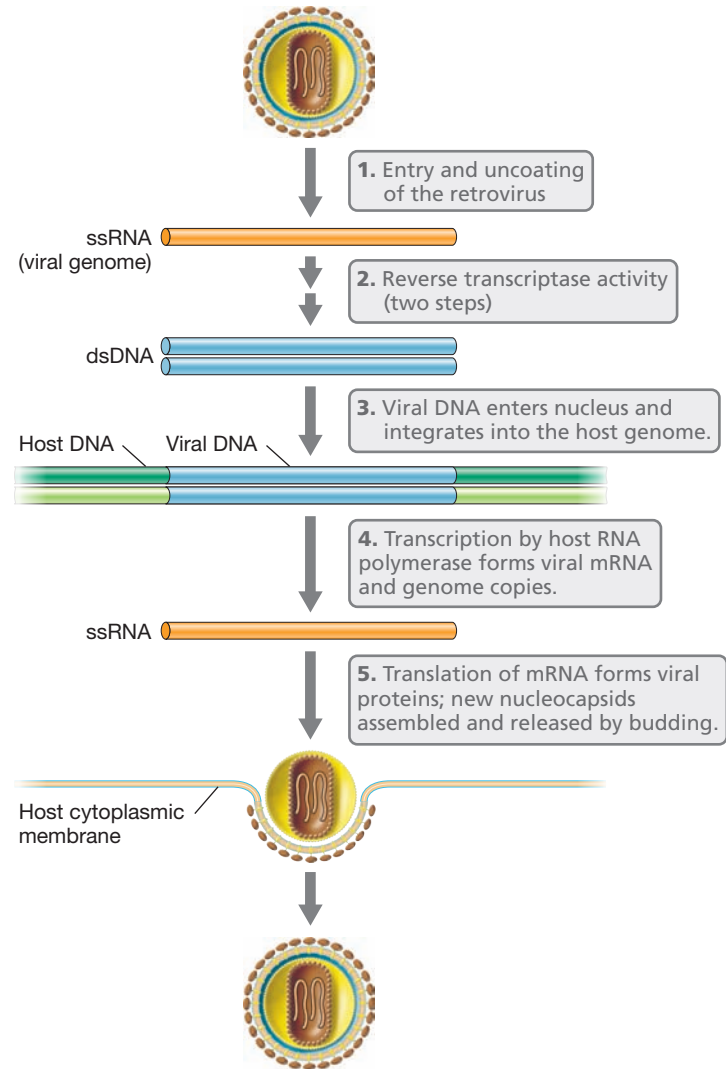 1. Entry and uncoating
of the retrovirus
ssRNA
(viral genome)
2. Reverse transcriptase activity
(two steps)
dsDNA
3. Viral DNA enters nucleus and
integrates into the host genome.
Host DNA
Viral DNA
4. Transcription by host RNA
polymerase forms viral mRNA
and genome copies.
ssRNA
5. Translation of mRNA forms viral
proteins; new nucleocapsids
assembled and released by budding.
Host cytoplasmic
membrane